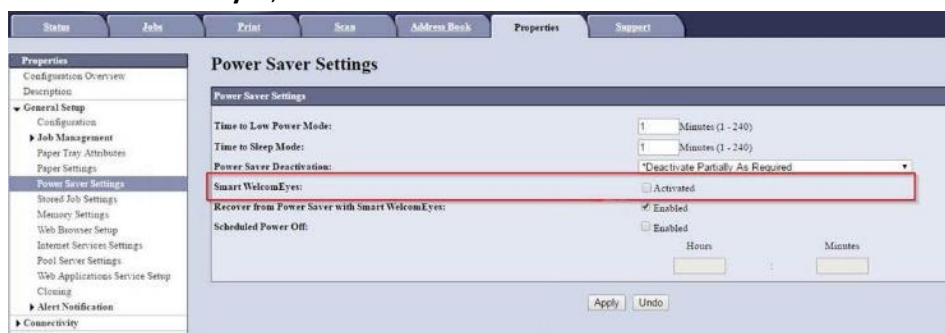 Status Jobs Print Scan Address Book Properties Support
Properties
Configuration Overview
Description
General Setup
Configuration
Job Management
Paper Tray Attributes
Paper Settings
Power Saver Settings
Stored Job Settings
Memory Settings
Web Browser Setup
Internet Services Settings
Pool Server Settings
Web Applications Service Setup
Cloning
Alert Notification
Connectivity
Power Saver Settings
Power Saver Settings
Time to Low Power Mode: 1 Minutes (1 - 240)
Time to Sleep Mode: 1 Minutes (1 - 240)
Power Saver Deactivation: *Deactivate Partially As Required
Smart WelcomEyes: Activated
Recover from Power Saver with Smart WelcomEyes: Enabled
Scheduled Power Off: Enabled
Hours Minutes
:
Apply Undo